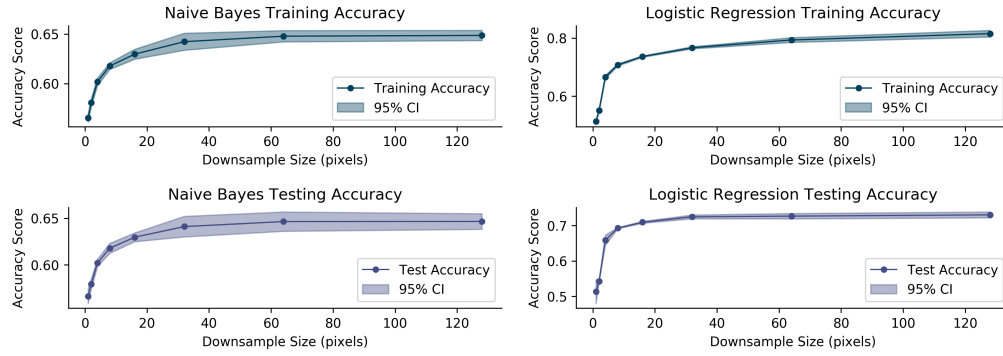 Naive Bayes Training Accuracy
Accuracy Score
0.65
0.60
Training Accuracy
95% CI
0 20 40 60 80 100 120
Downsample Size (pixels)
Logistic Regression Training Accuracy
Accuracy Score
0.8
0.6
Training Accuracy
95% CI
0 20 40 60 80 100 120
Downsample Size (pixels)
Naive Bayes Testing Accuracy
Accuracy Score
0.65
0.60
Test Accuracy
95% CI
0 20 40 60 80 100 120
Downsample Size (pixels)
Logistic Regression Testing Accuracy
Accuracy Score
0.7
0.6
0.5
Test Accuracy
95% CI
0 20 40 60 80 100 120
Downsample Size (pixels)